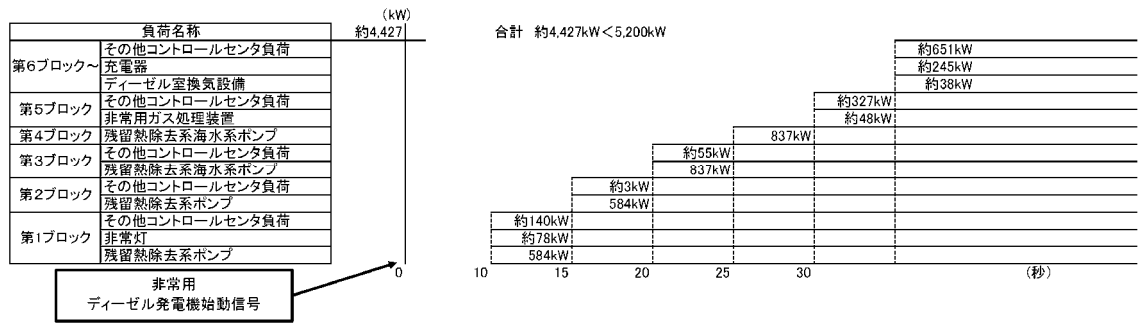 (kW)
負荷名称 約4,427 合計 約4,427kW<5,200kW
第6ブロック～ その他コントロールセンタ負荷 約651kW
充電器 約245kW
ディーゼル室換気設備 約38kW
第5ブロック その他コントロールセンタ負荷 約327kW
非常用ガス処理装置 約48kW
第4ブロック 残留熱除去系海水系ポンプ 837kW
第3ブロック その他コントロールセンタ負荷 約55kW
残留熱除去系海水系ポンプ 837kW
第2ブロック その他コントロールセンタ負荷 約3kW
残留熱除去系ポンプ 584kW
第1ブロック その他コントロールセンタ負荷 約140kW
非常灯 約78kW
残留熱除去系ポンプ 584kW
0 10 15 20 25 30 (秒)
非常用
ディーゼル発電機始動信号